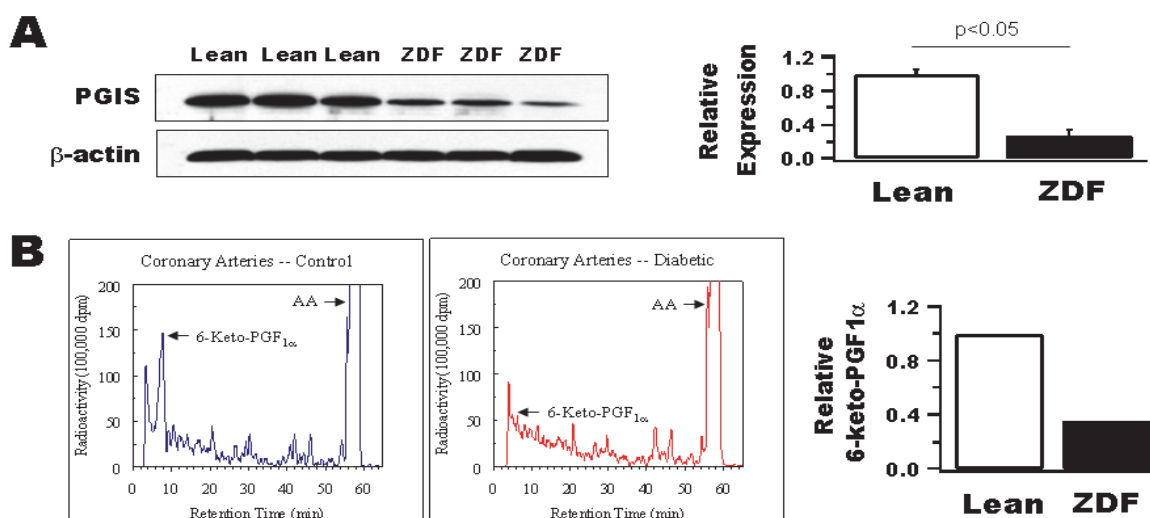 A
Lean Lean Lean ZDF ZDF ZDF
PGIS
β-actin
p<0.05
Relative
Expression
1.2
0.8
0.4
0.0
Lean ZDF
B
Coronary Arteries -- Control
Radioactivity (100,000 dpm)
200
150
100
50
0
AA
6-Keto-PGF1α
0 10 20 30 40 50 60
Retention Time (min)
Coronary Arteries -- Diabetic
Radioactivity (100,000 dpm)
200
150
100
50
0
AA
6-Keto-PGF1α
0 10 20 30 40 50 60
Retention Time (min)
Relative
6-keto-PGF1α
1.2
0.8
0.4
0.0
Lean ZDF